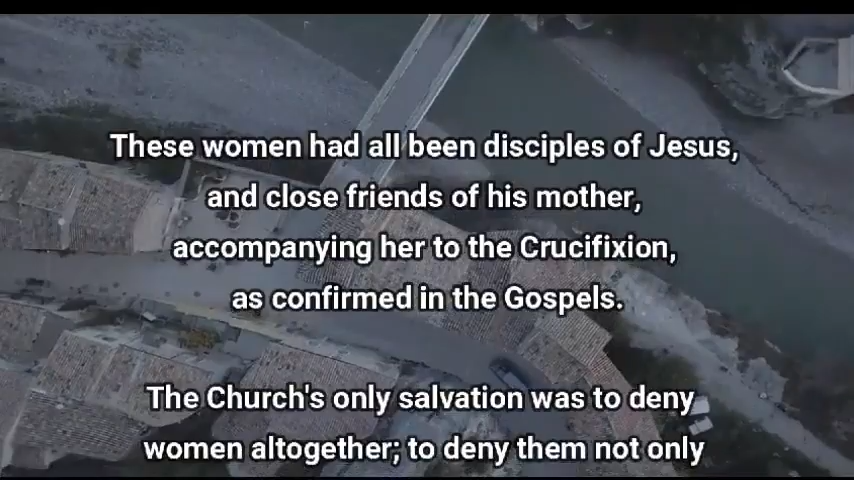 These women had all been disciples of Jesus,
and close friends of his mother,
accompanying her to the Crucifixion,
as confirmed in the Gospels.
The Church's only salvation was to deny
women altogether; to deny them not only